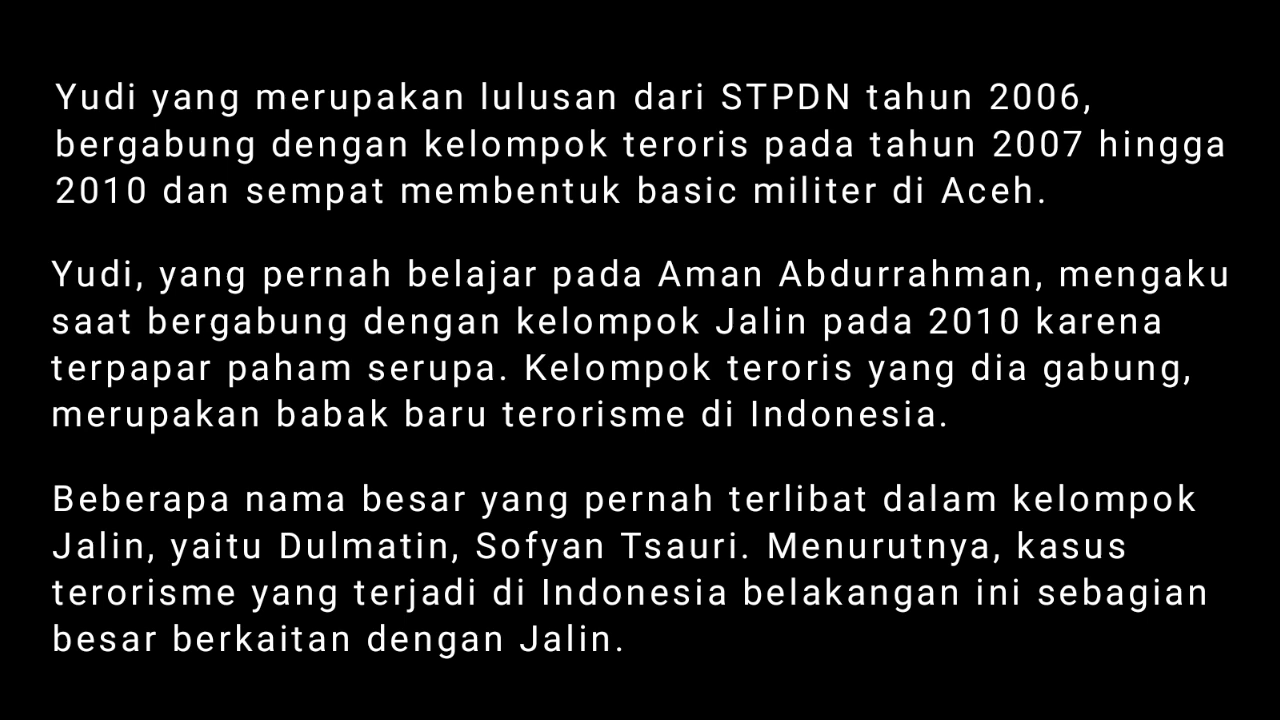 Yudi yang merupakan lulusan dari STPDN tahun 2006,
bergabung dengan kelompok teroris pada tahun 2007 hingga
2010 dan sempat membentuk basic militer di Aceh.
Yudi, yang pernah belajar pada Aman Abdurrahman, mengaku
saat bergabung dengan kelompok Jalin pada 2010 karena
terpapar paham serupa. Kelompok teroris yang dia gabung,
merupakan babak baru terorisme di Indonesia.
Beberapa nama besar yang pernah terlibat dalam kelompok
Jalin, yaitu Dulmatin, Sofyan Tsauri. Menurutnya, kasus
terorisme yang terjadi di Indonesia belakangan ini sebagian
besar berkaitan dengan Jalin.